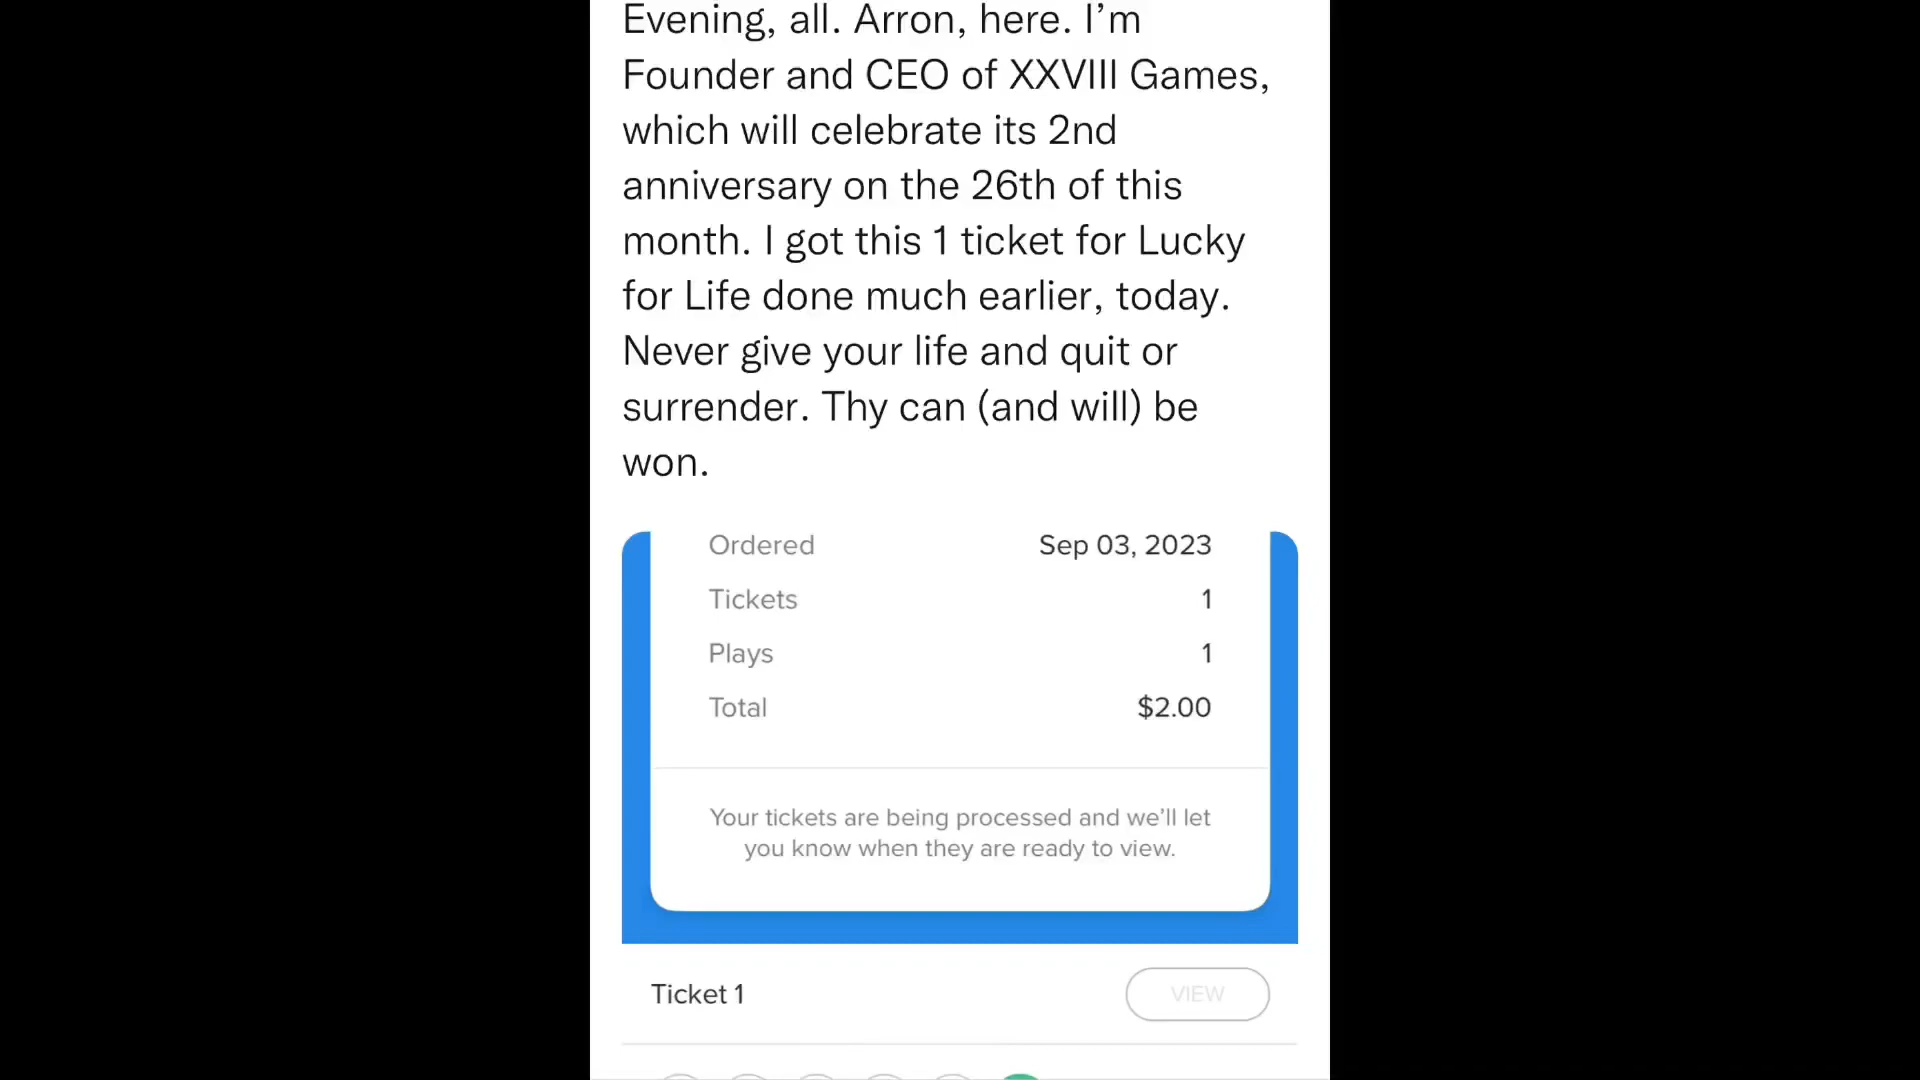 Evening, all. Arron, here. I’m
Founder and CEO of XXVIII Games,
which will celebrate its 2nd
anniversary on the 26th of this
month. I got this 1 ticket for Lucky
for Life done much earlier, today.
Never give your life and quit or
surrender. Thy can (and will) be
won.
Ordered Sep 03, 2023
Tickets 1
Plays 1
Total $2.00
Your tickets are being processed and we’ll let
you know when they are ready to view.
Ticket 1 VIEW